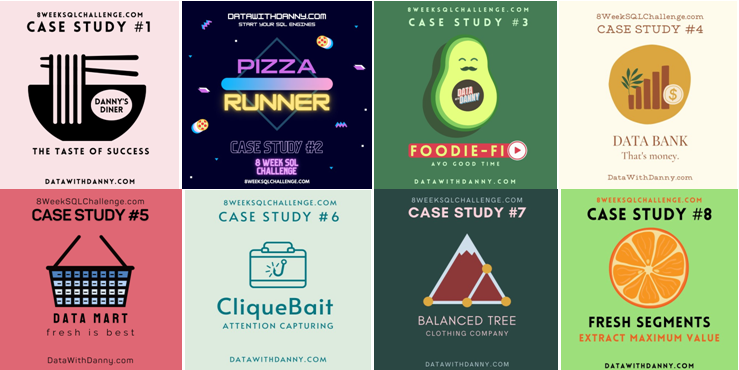 8WEEKSQLCHALLENGE.COM
CASE STUDY #1
DANNY'S
DINER
THE TASTE OF SUCCESS
DATAWITHDANNY.COM
DATAWITHDANNY.COM
START YOUR SQL ENGINES
PIZZA
RUNNER
CASE STUDY #2
8 WEEK SQL
CHALLENGE
8WEEKSQLCHALLENGE.COM
8WEEKSQLCHALLENGE.COM
CASE STUDY #3
DATA
WITH
DANNY
FOODIE-FI
AVO GOOD TIME
DATAWITHDANNY.COM
8WeekSQLChallenge.com
CASE STUDY #4
$
DATA BANK
That's money.
DataWithDanny.com
8WeekSQLChallenge.com
CASE STUDY #5
DATA MART
fresh is best
DataWithDanny.com
8WEEKSQLCHALLENGE.COM
CASE STUDY #6
CliqueBait
ATTENTION CAPTURING
DATAWITHDANNY.COM
8WEEKSQLCHALLENGE.COM
CASE STUDY #7
BALANCED TREE
CLOTHING COMPANY
DATAWITHDANNY.COM
8WEEKSQLCHALLENGE.COM
CASE STUDY #8
FRESH SEGMENTS
EXTRACT MAXIMUM VALUE
DATAWITHDANNY.COM